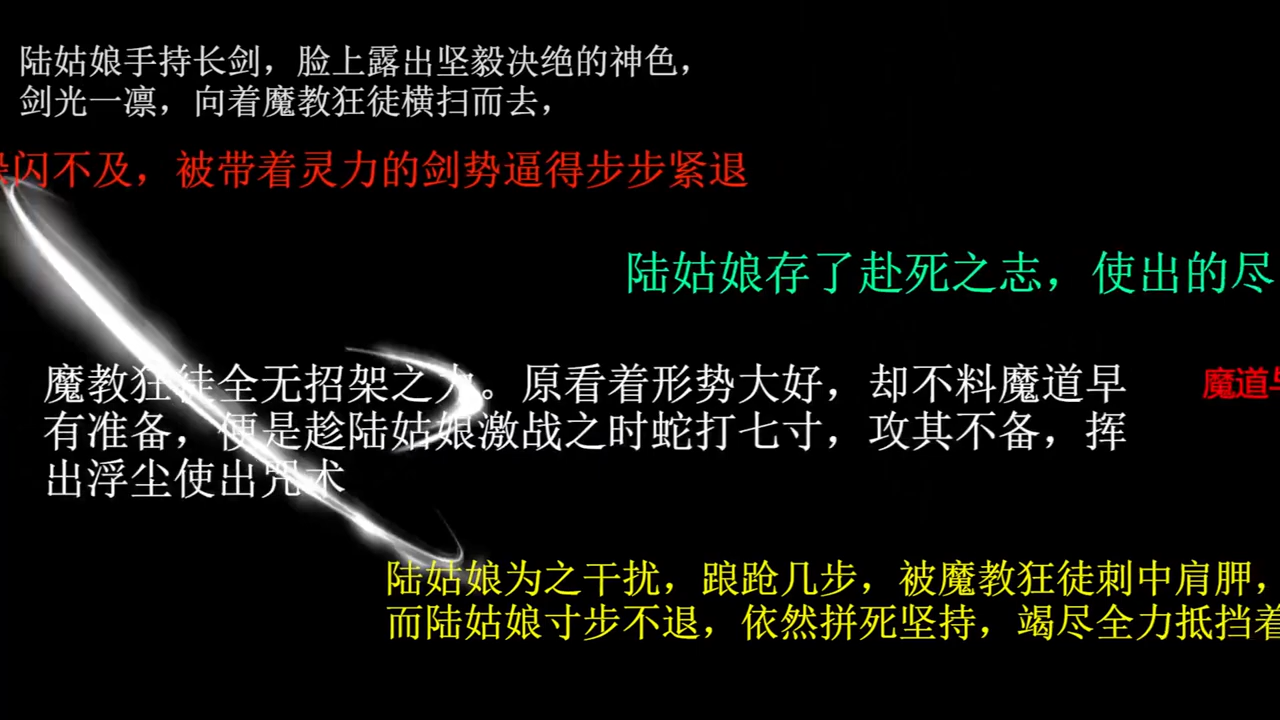 陆姑娘手持长剑，脸上露出坚毅决绝的神色，
剑光一凛，向着魔教狂徒横扫而去，
闪不及，被带着灵力的剑势逼得步步紧退
陆姑娘存了赴死之志，使出的尽
魔教狂徒全无招架之力。原看着形势大好，却不料魔道早
魔道早
有准备，便是趁陆姑娘激战之时蛇打七寸，攻其不备，挥
出浮尘使出咒术
陆姑娘为之干扰，踉跄几步，被魔教狂徒刺中肩胛，
而陆姑娘寸步不退，依然拼死坚持，竭尽全力抵挡着